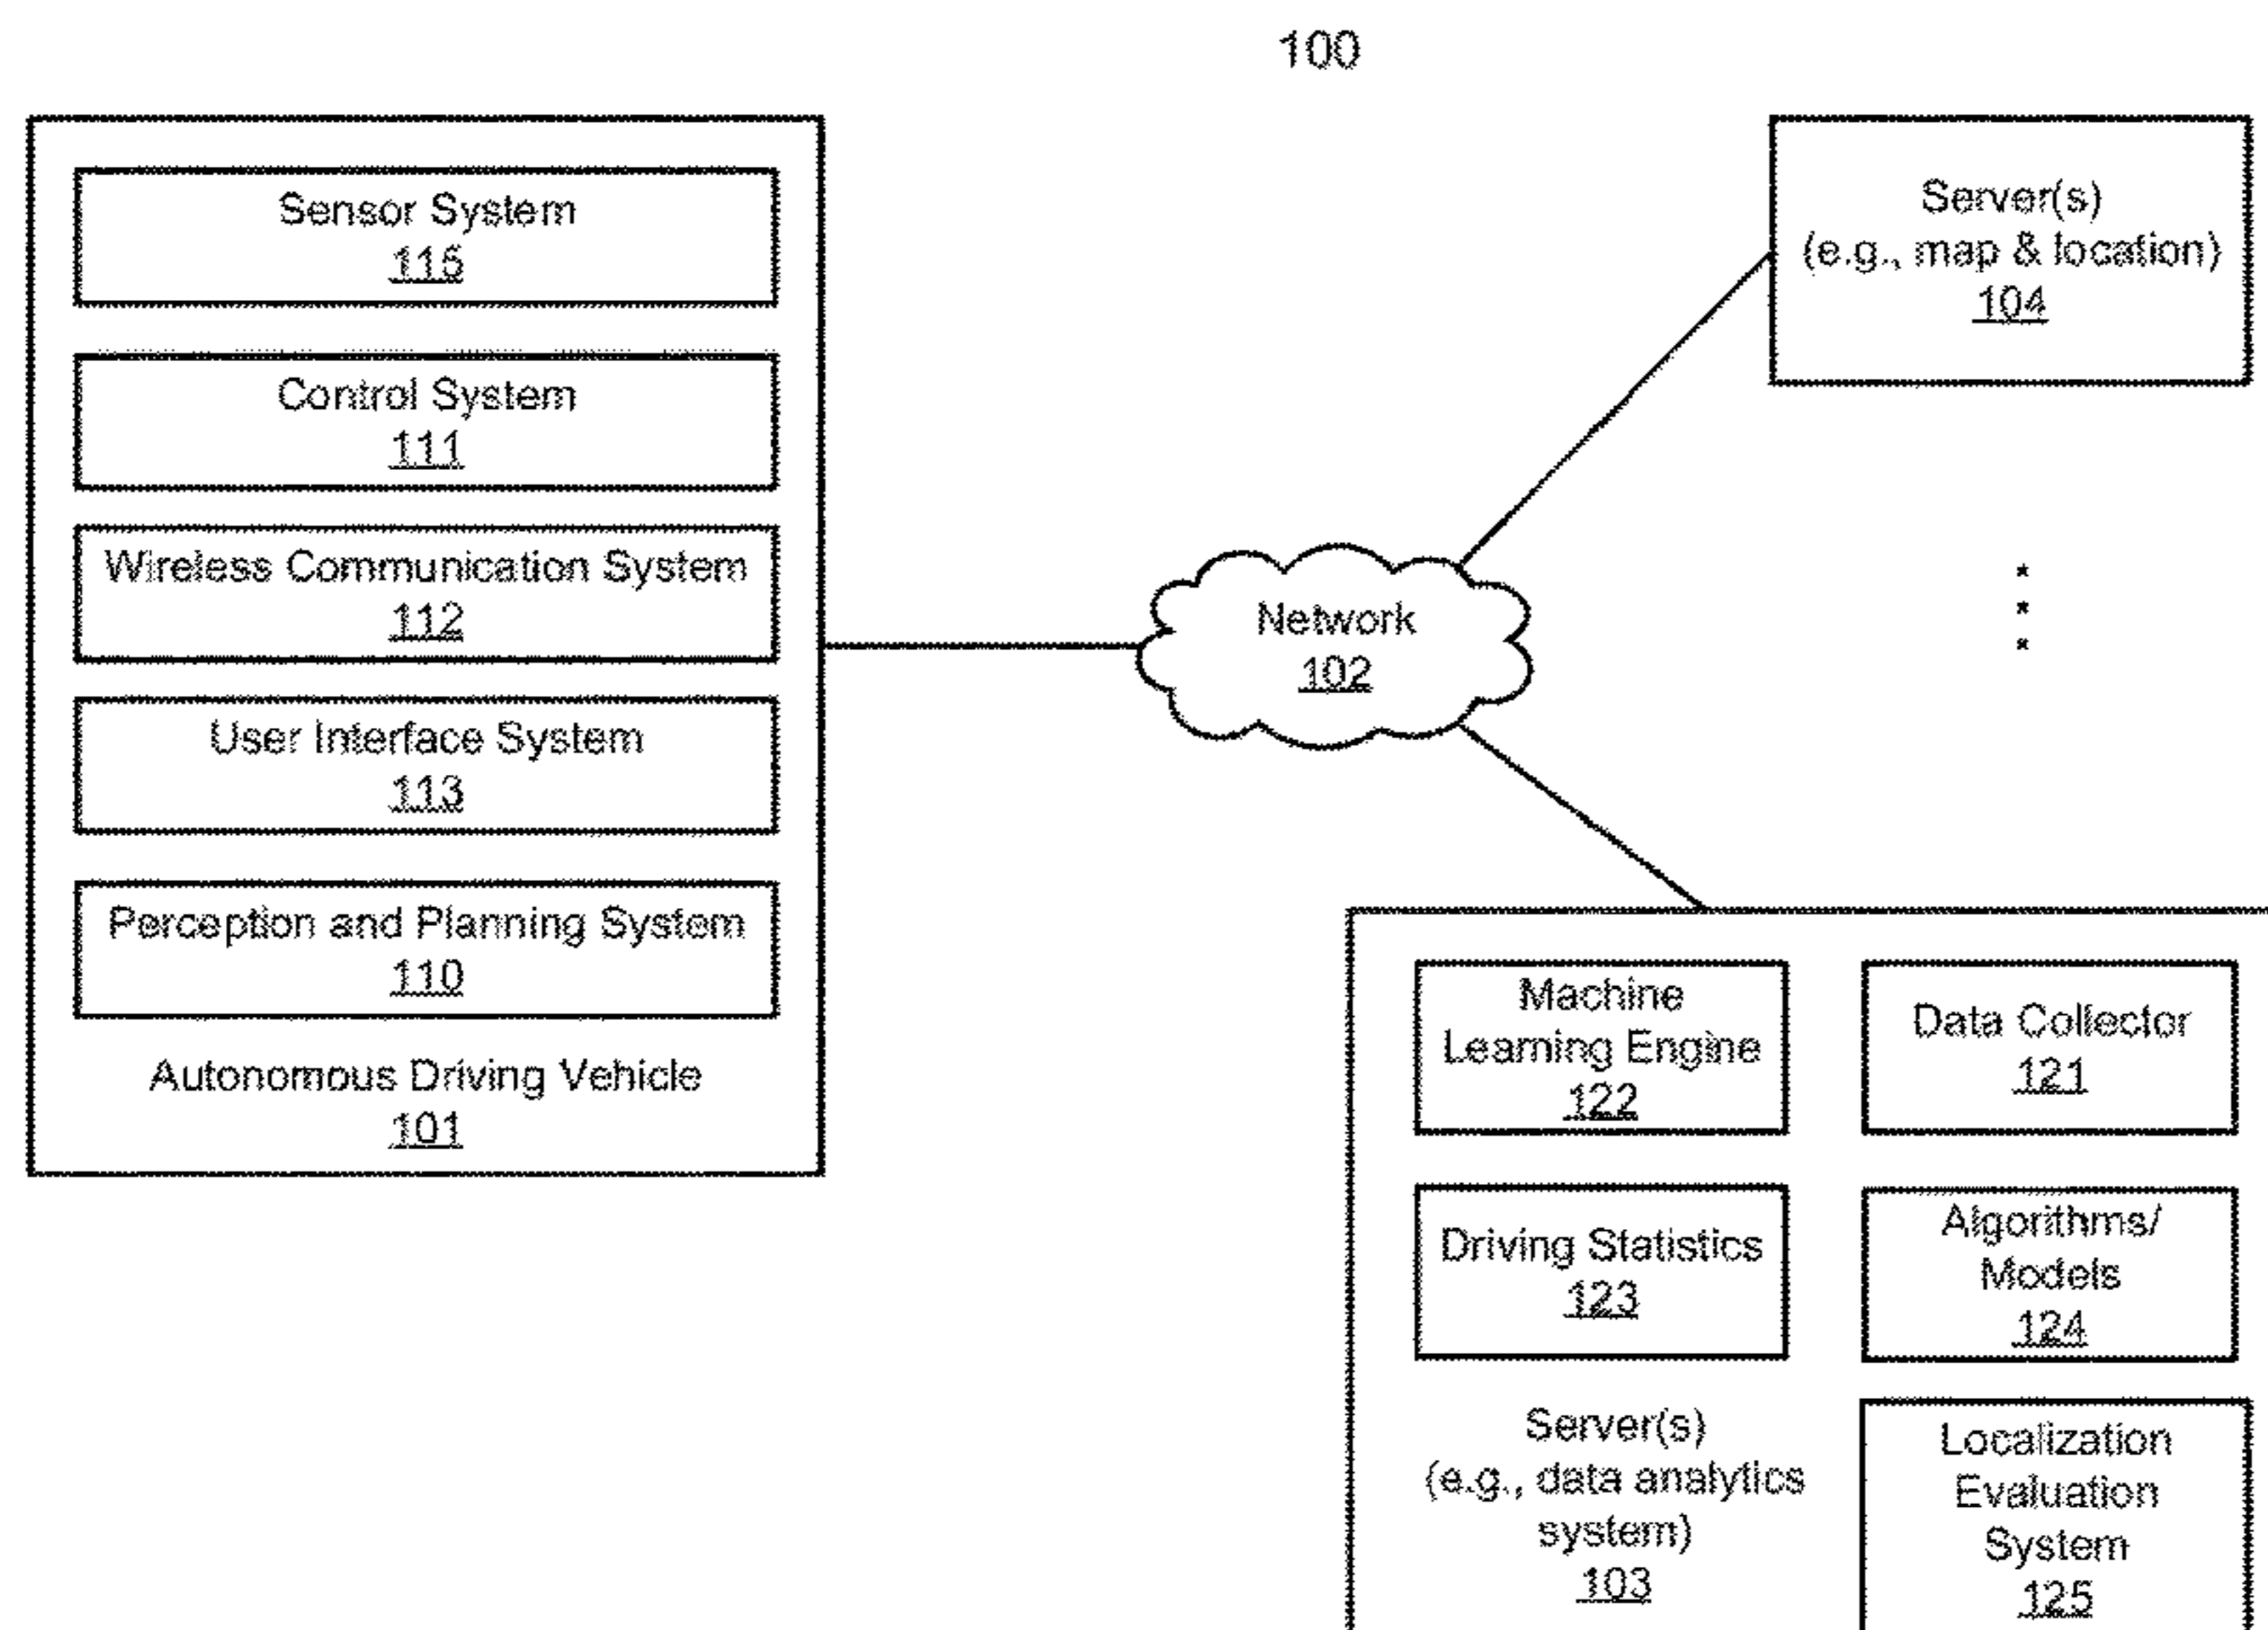 100
Sensor System
115
Control System
111
Wireless Communication System
112
User Interface System
113
Perception and Planning System
110
Autonomous Driving Vehicle
101
Network
102
Server(s)
(e.g., map & location)
104
Machine
Learning Engine
122
Data Collector
121
Driving Statistics
123
Algorithms/
Models
124
Server(s)
(e.g., data analytics
system)
103
Localization
Evaluation
System
125